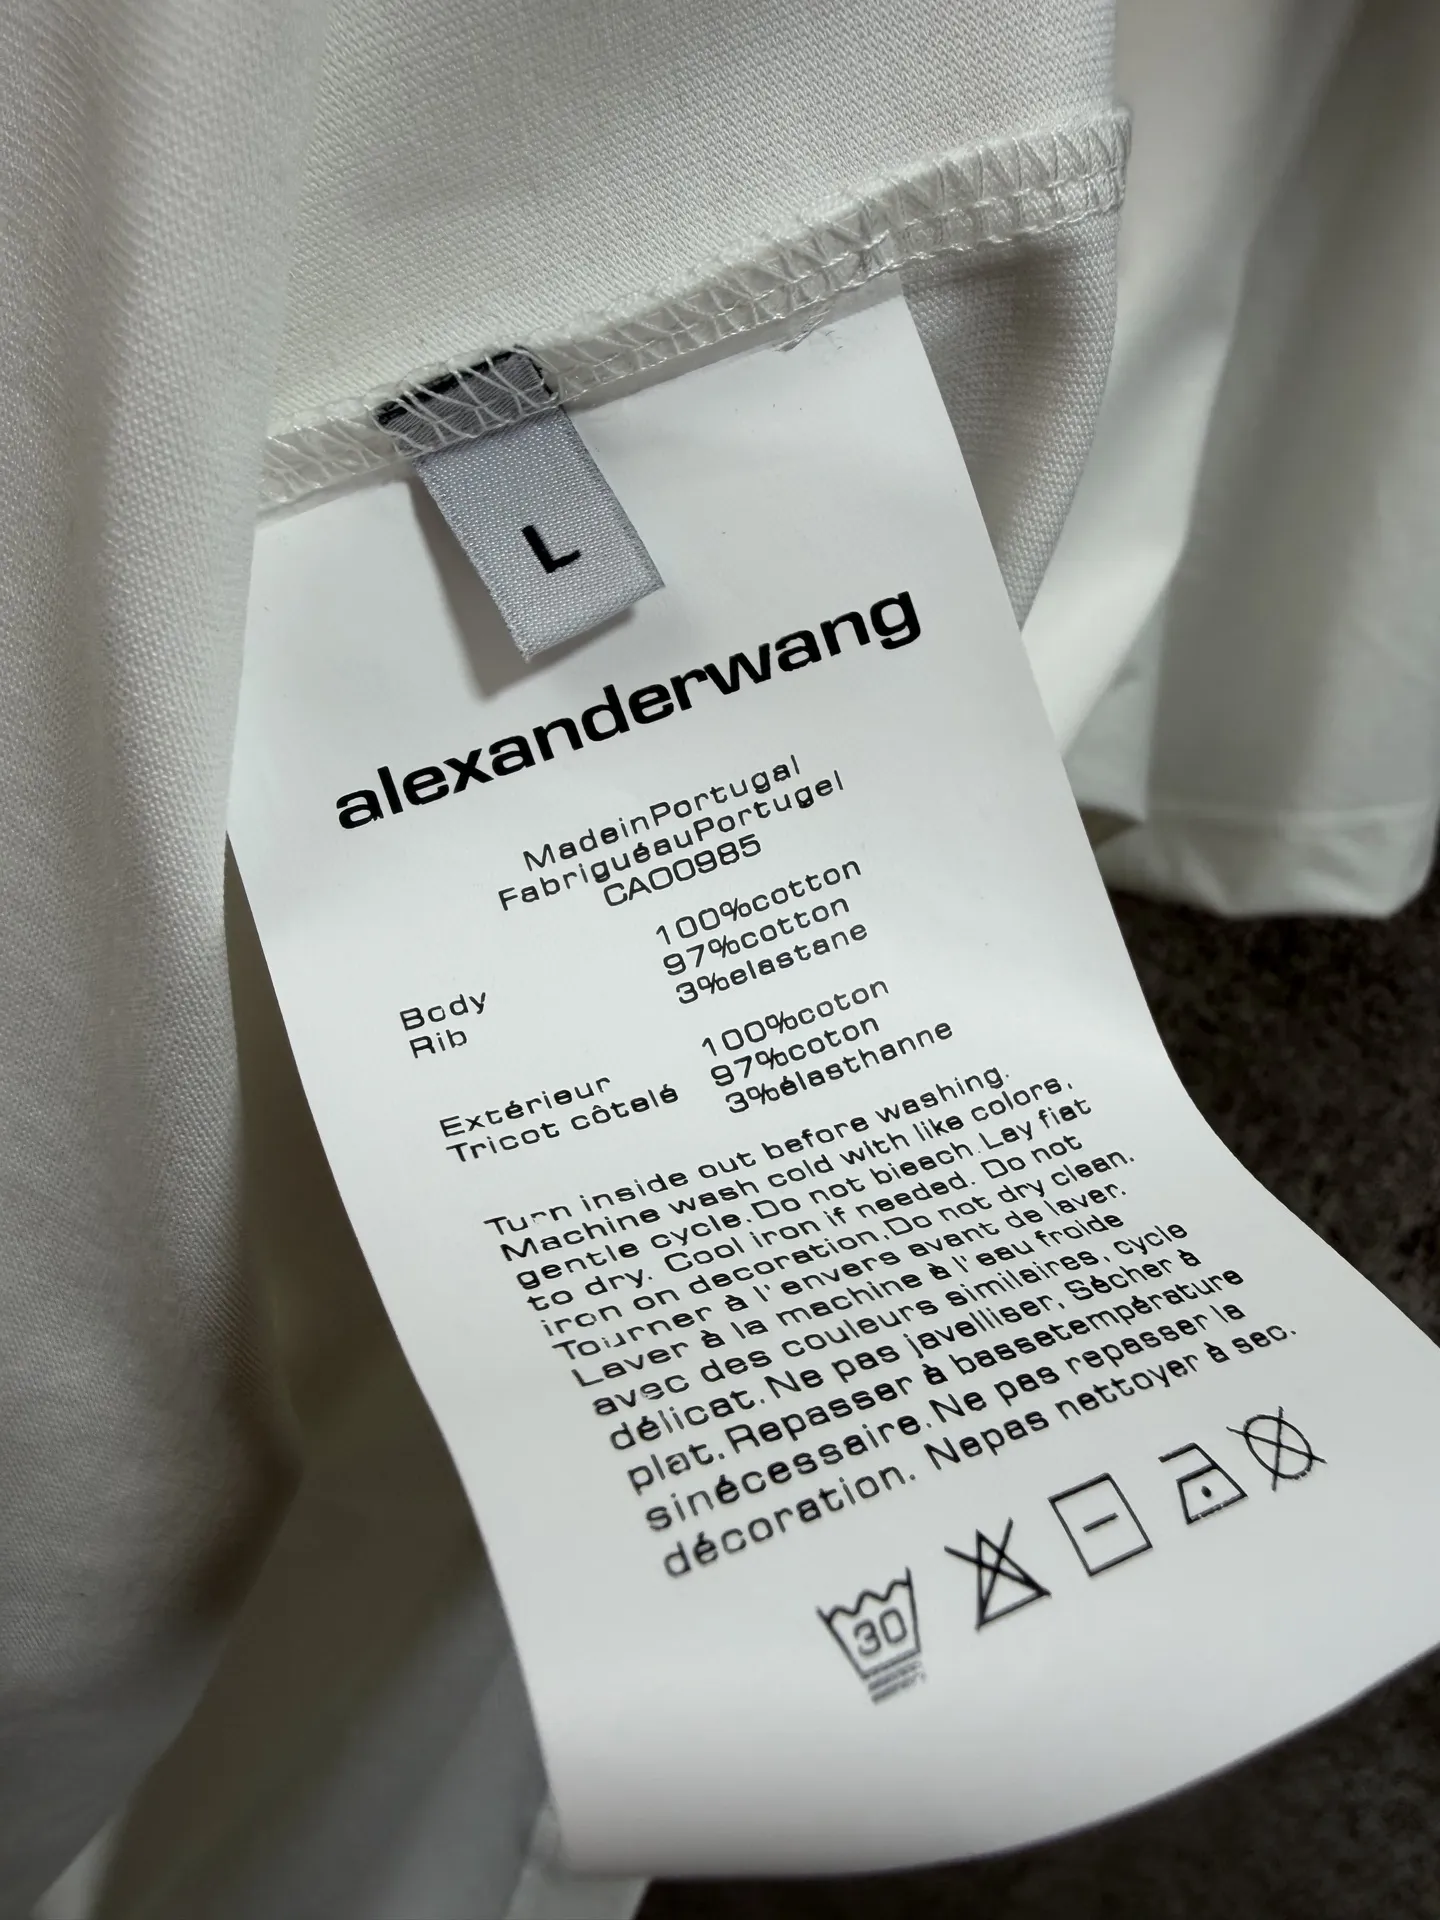 L
alexanderwang
MadeinPortugal
FabriguéauPortugel
CA00985
100%cotton
97%cotton
3%elastane
Body
Rib
100%coton
97%coton
3%élasthanne
Extérieur
Tricot côtelé
Turn inside out before washing.
Machine wash cold with like colors,
gentle cycle.Do not bieach.Lay fiat
to dry. Cool iron if needed. Do not
iron on decoration.Do not dry clean.
Tourner à l'envers avant de laver.
Laver à la machine à l'eau froide
avec des couleurs similaires, cycle
délicat.Ne pas javelliser, Sécher à
plat.Repasser à bassetempérature
sinécessaire.Ne pas repasser la
décoration. Nepas nettoyer à sec.
30